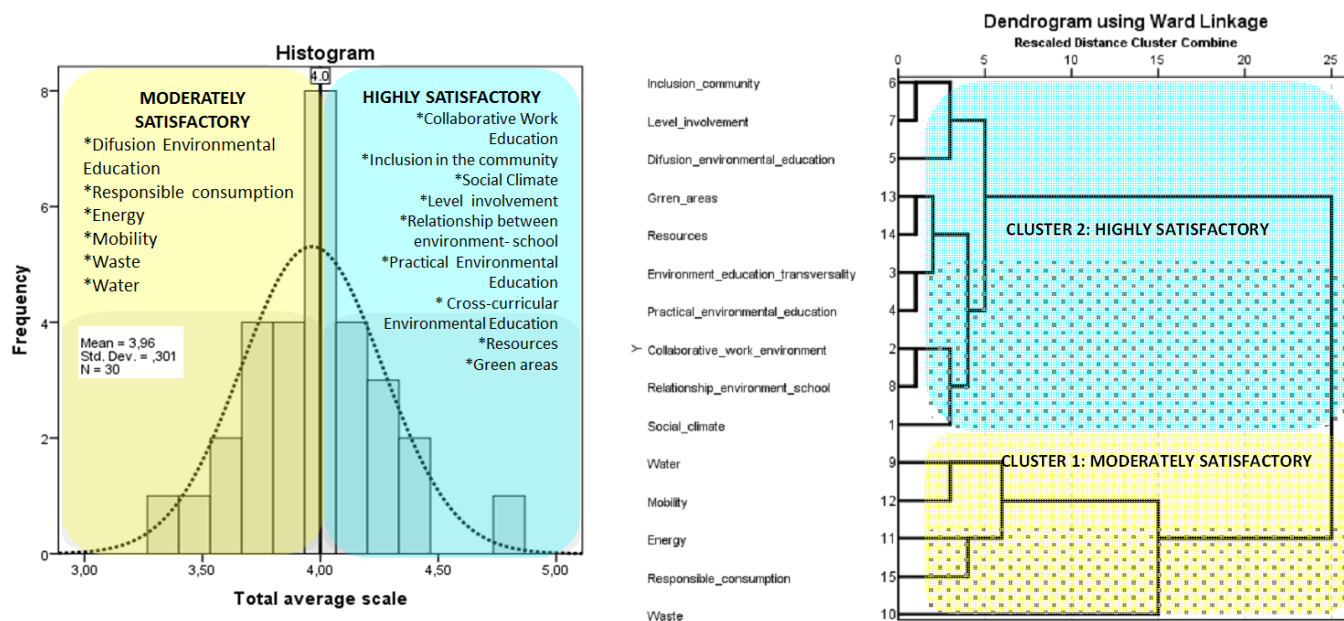 Histogram
4.0
MODERATELY
SATISFACTORY
*Difusion Environmental
Education
*Responsible consumption
*Energy
*Mobility
*Waste
*Water
HIGHLY SATISFACTORY
*Collaborative Work
Education
*Inclusion in the community
*Social Climate
*Level involvement
*Relationship between
environment- school
*Practical Environmental
Education
* Cross-curricular
Environmental Education
*Resources
*Green areas
Mean = 3,96
Std. Dev. = ,301
N = 30
Frequency
8
6
4
2
0
3,00 3,50 4,00 4,50 5,00
Total average scale
Dendrogram using Ward Linkage
Rescaled Distance Cluster Combine
0 5 10 15 20 25
Inclusion_community 6
Level_involvement 7
Difusion_environmental_education 5
Grren_areas 13
Resources 14
Environment_education_transversality 3
Practical_environmental_education 4
Y
Collaborative_work_environment 2
Relationship_environment_school 8
Social_climate 1
Water 9
Mobility 12
Energy 11
Responsible_consumption 15
Waste 10
CLUSTER 2: HIGHLY SATISFACTORY
CLUSTER 1: MODERATELY SATISFACTORY